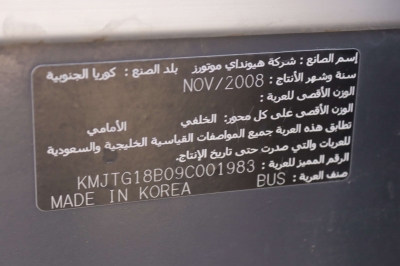 إسم الصانع : شركة هيونداي موتورز بلد الصنع : كوريا الجنوبية
سنة وشهر الأنتاج : NOV/2008
الوزن الأقصى للعربة :
الوزن الأقصى على كل محور: الخلفي الأمامي
تطابق هذه العربة جميع المواصفات القياسية الخليجية والسعودية
للعربات والتي صدرت حتى تاريخ الإنتاج.
الرقم المميز للعربة : KMJTG18B09C001983
صنف العربة : BUS
MADE IN KOREA